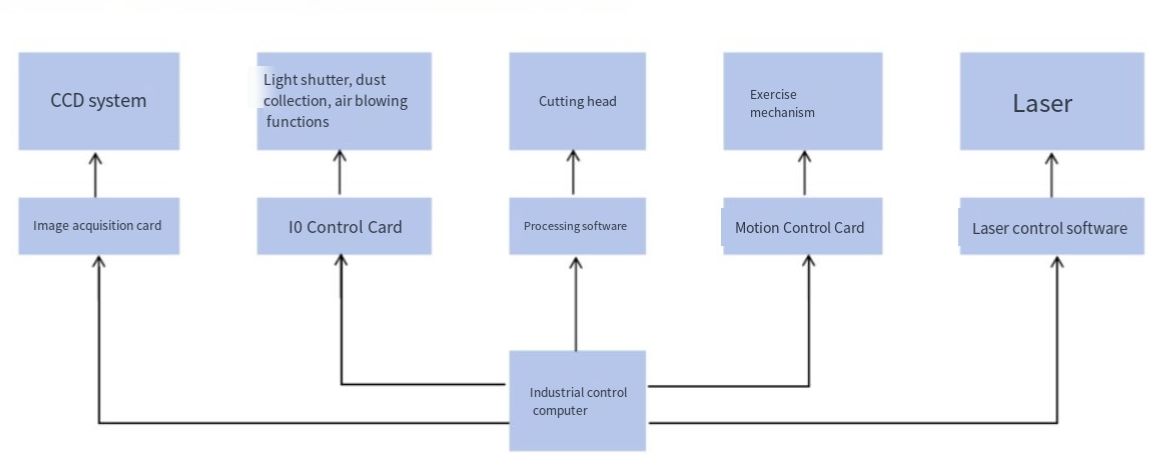 CCD system
Light shutter, dust
collection, air blowing
functions
Cutting head
Exercise
mechanism
Laser
Image acquisition card
I0 Control Card
Processing software
Motion Control Card
Laser control software
Industrial control
computer